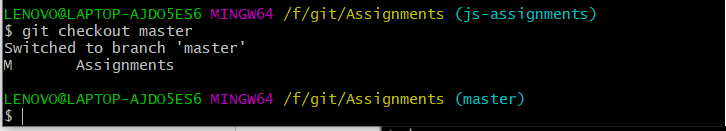 LENOVO@LAPTOP-AJDO5ES6 MINGW64 /f/git/Assignments (js-assignments)
$ git checkout master
Switched to branch 'master'
M       Assignments
LENOVO@LAPTOP-AJDO5ES6 MINGW64 /f/git/Assignments (master)
$